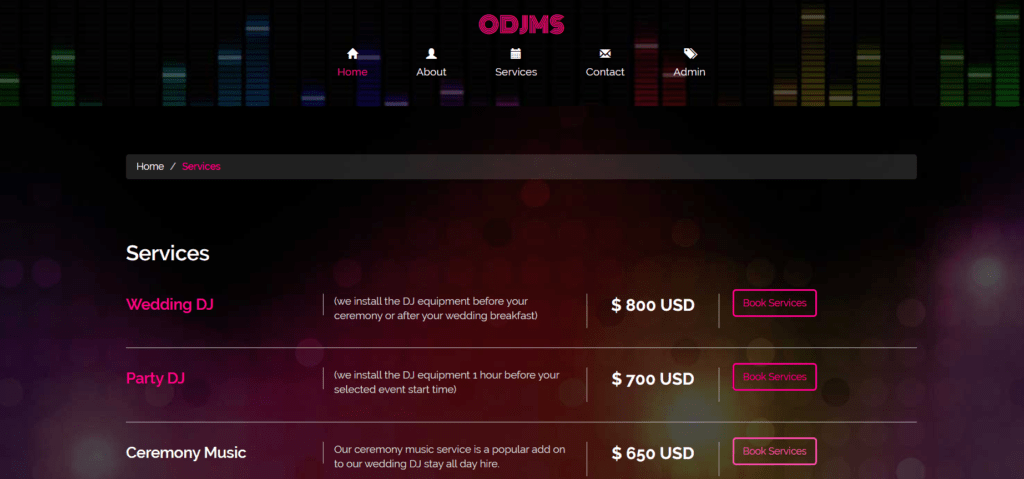 ODJMS
Home
About
Services
Contact
Admin
Home / Services
Services
Wedding DJ
(we install the DJ equipment before your
ceremony or after your wedding breakfast)
$ 800 USD
Book Services
Party DJ
(we install the DJ equipment 1 hour before your
selected event start time)
$ 700 USD
Book Services
Ceremony Music
Our ceremony music service is a popular add on
to our wedding DJ stay all day hire.
$ 650 USD
Book Services